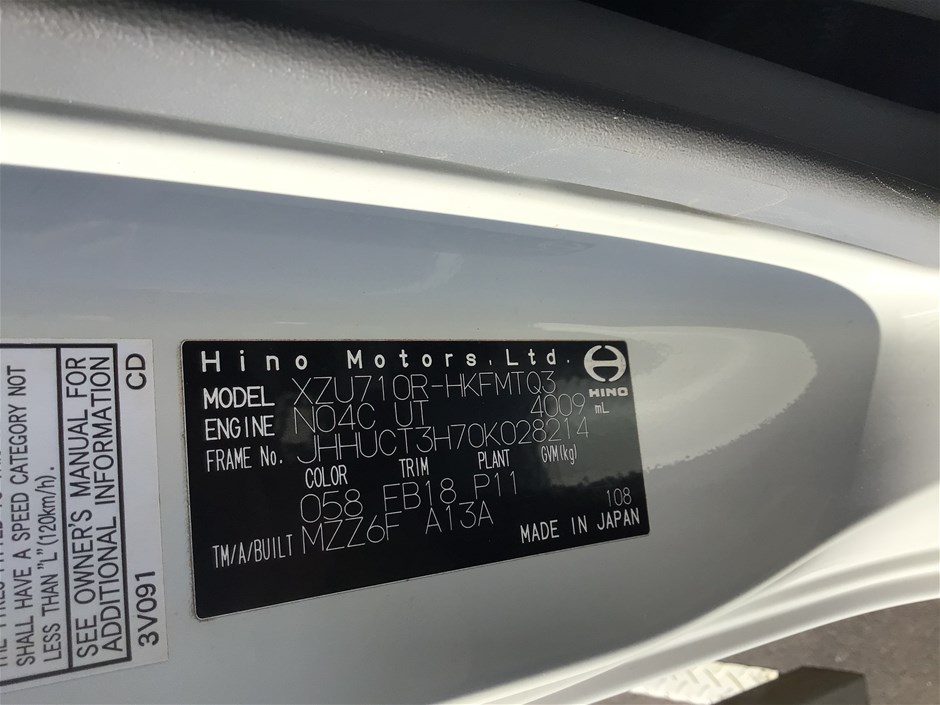 SHALL HAVE A SPEED CATEGORY NOT
LESS THAN "L"(120km/h).
SEE OWNER'S MANUAL FOR
ADDITIONAL INFORMATION
CD
3V091
Hino Motors, Ltd.
HINO
MODEL XZU710R-HKFMTQ3
ENGINE N04C UT 4009 mL
FRAME No. JHHUCT3H70K028214
COLOR TRIM PLANT GVM(kg)
058 FB18 P11
TM/A/BUILT MZZ6F A13A
108
MADE IN JAPAN